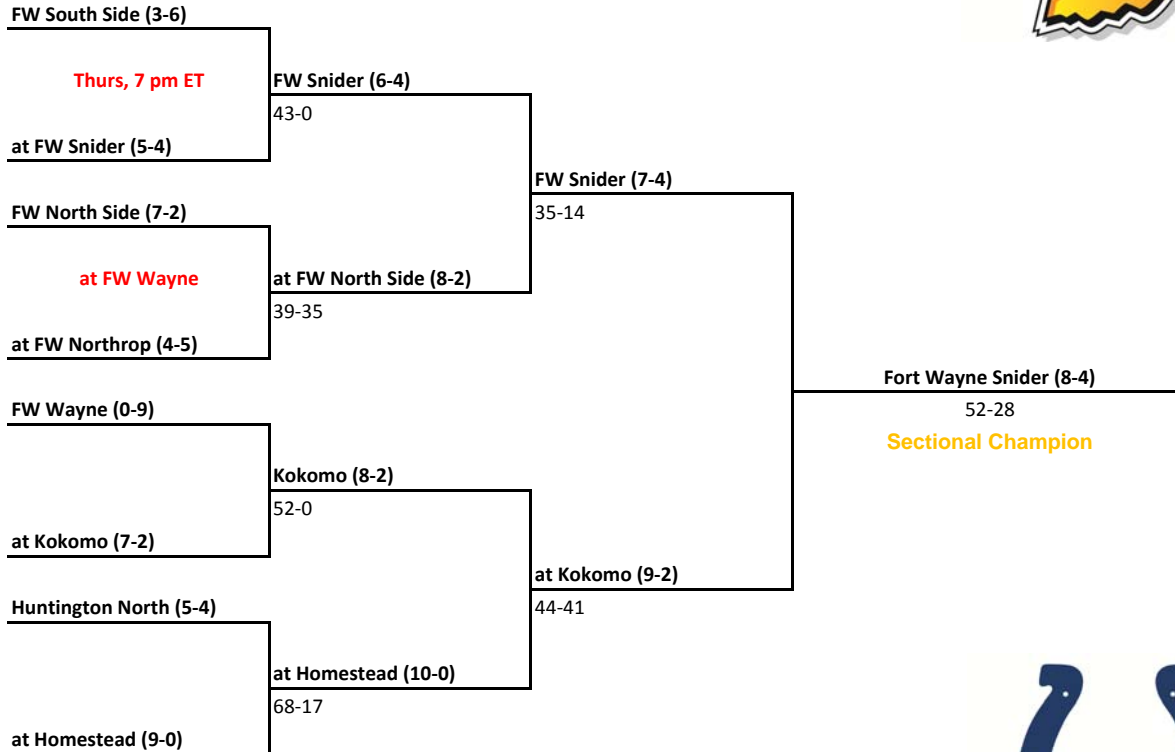 FW South Side (3-6)
Thurs, 7 pm ET
FW Snider (6-4)
43-0
at FW Snider (5-4)
FW Snider (7-4)
35-14
FW North Side (7-2)
at FW Wayne
at FW North Side (8-2)
39-35
at FW Northrop (4-5)
Fort Wayne Snider (8-4)
52-28
Sectional Champion
FW Wayne (0-9)
Kokomo (8-2)
52-0
at Kokomo (7-2)
at Kokomo (9-2)
44-41
Huntington North (5-4)
at Homestead (10-0)
68-17
at Homestead (9-0)